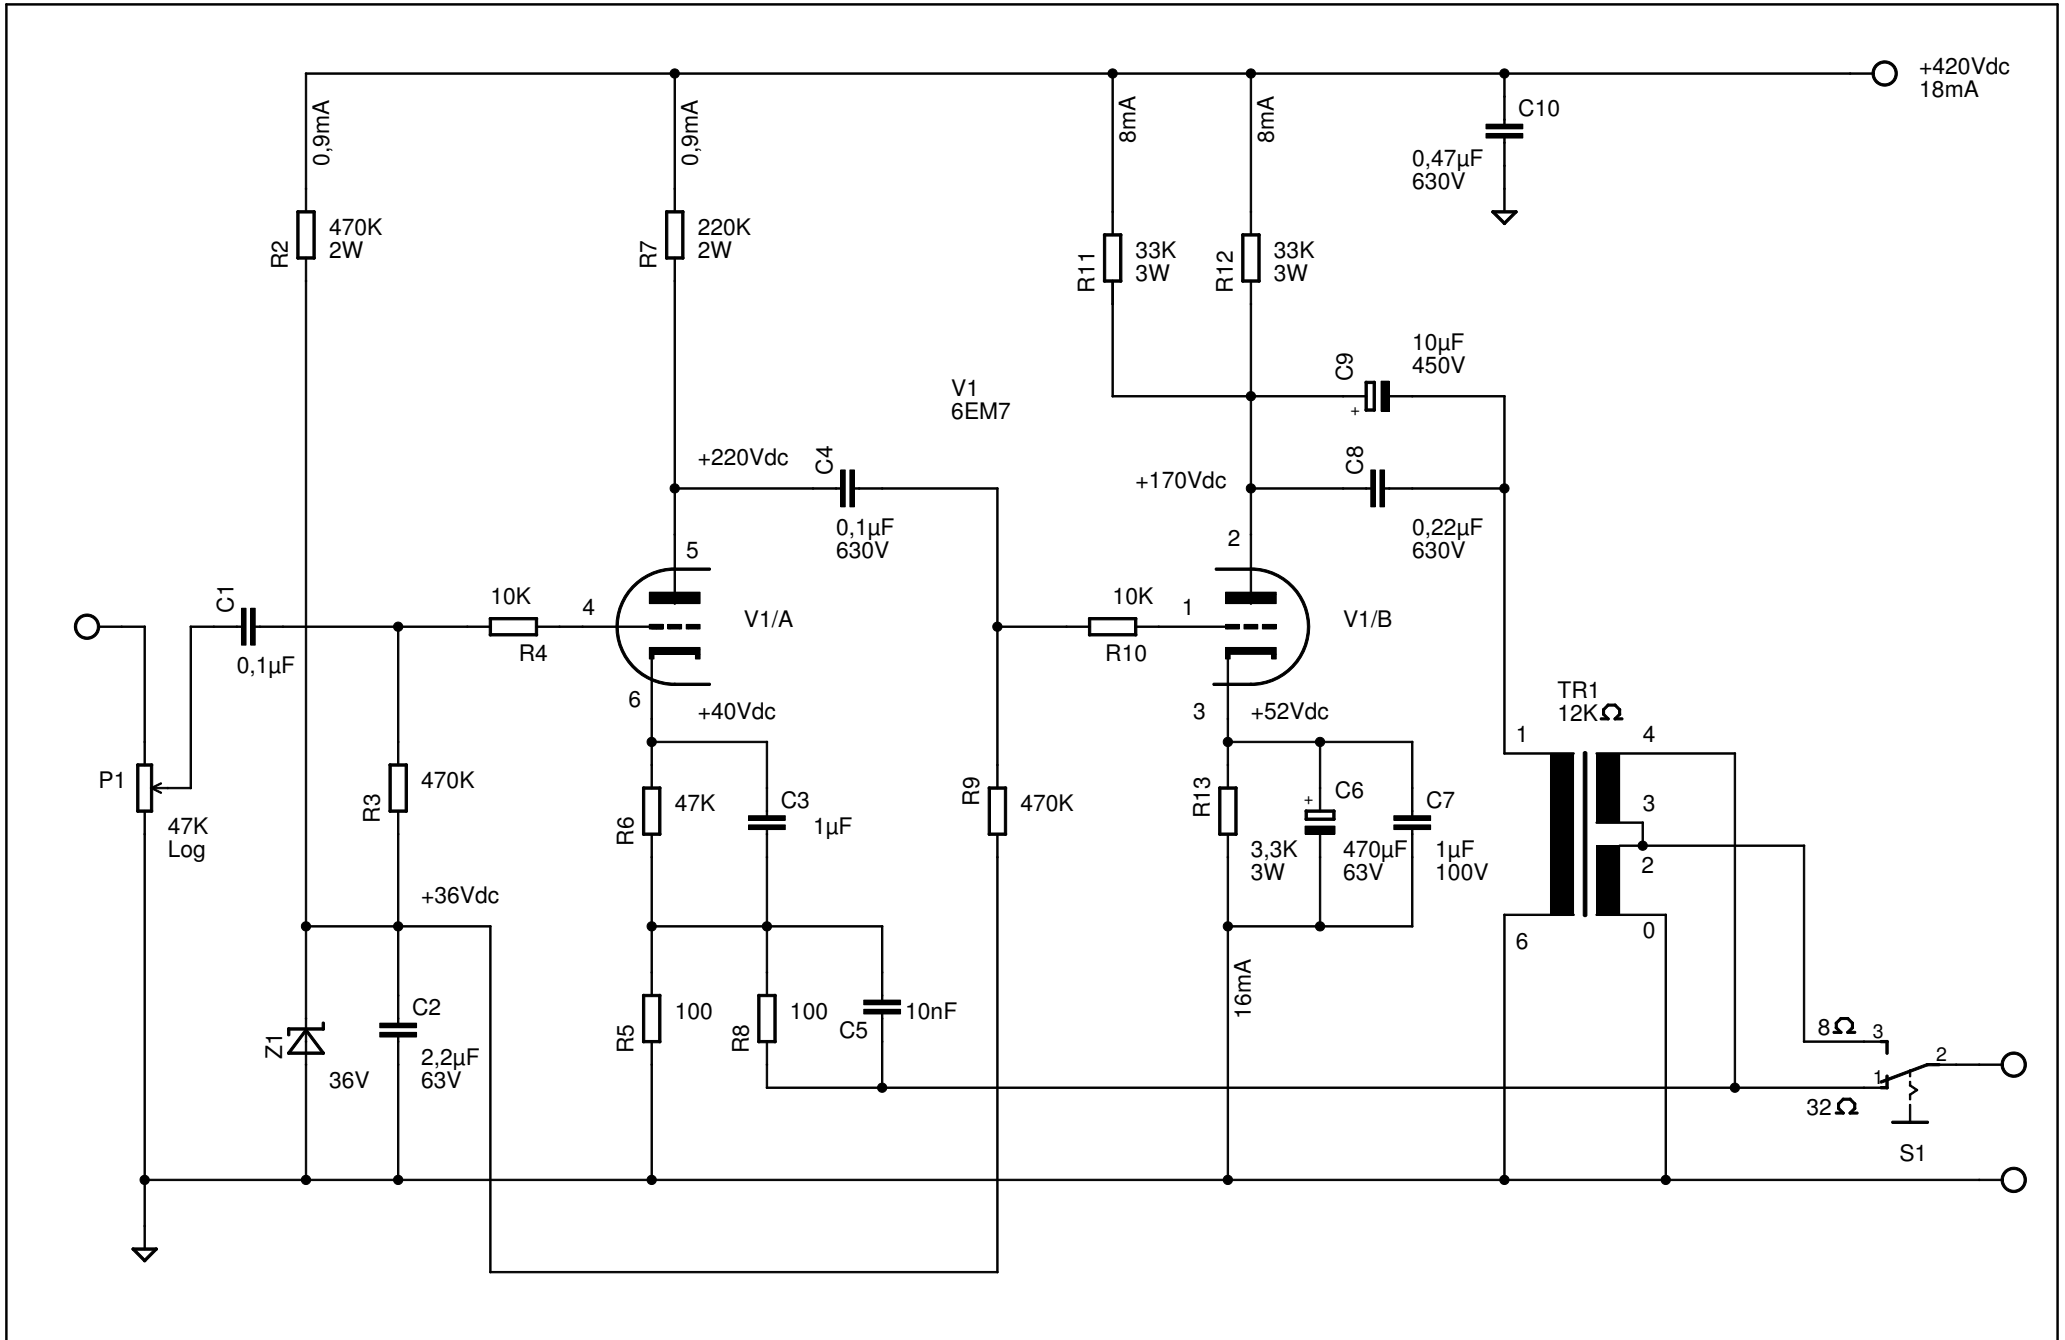 +420Vdc
18mA
0,9mA
0,9mA
8mA
8mA
C10
0,47µF
630V
R2
470K
2W
R7
220K
2W
R11
33K
3W
R12
33K
3W
10µF
450V
C9
+
V1
6EM7
+220Vdc
C4
0,1µF
630V
+170Vdc
C8
0,22µF
630V
5
2
C1
0,1µF
10K
R4
4
V1/A
10K
R10
1
V1/B
6
+40Vdc
3
+52Vdc
TR1
12KΩ
1
4
3
2
6
0
P1
47K
Log
R3
470K
R6
47K
C3
1µF
R9
470K
R13
3,3K
3W
+
C6
470µF
63V
C7
1µF
100V
+36Vdc
16mA
Z1
36V
C2
2,2µF
63V
R5
100
R8
100
C5
10nF
8Ω
3
2
1
32Ω
S1